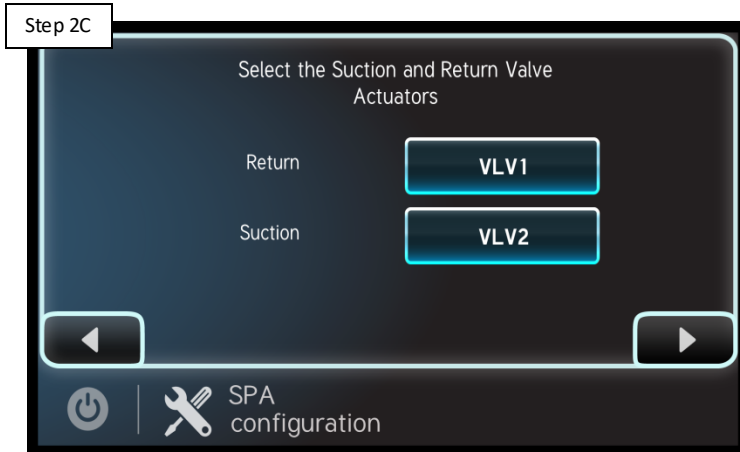 Step 2C
Select the Suction and Return Valve
Actuators
Return
VLV1
Suction
VLV2
SPA
configuration